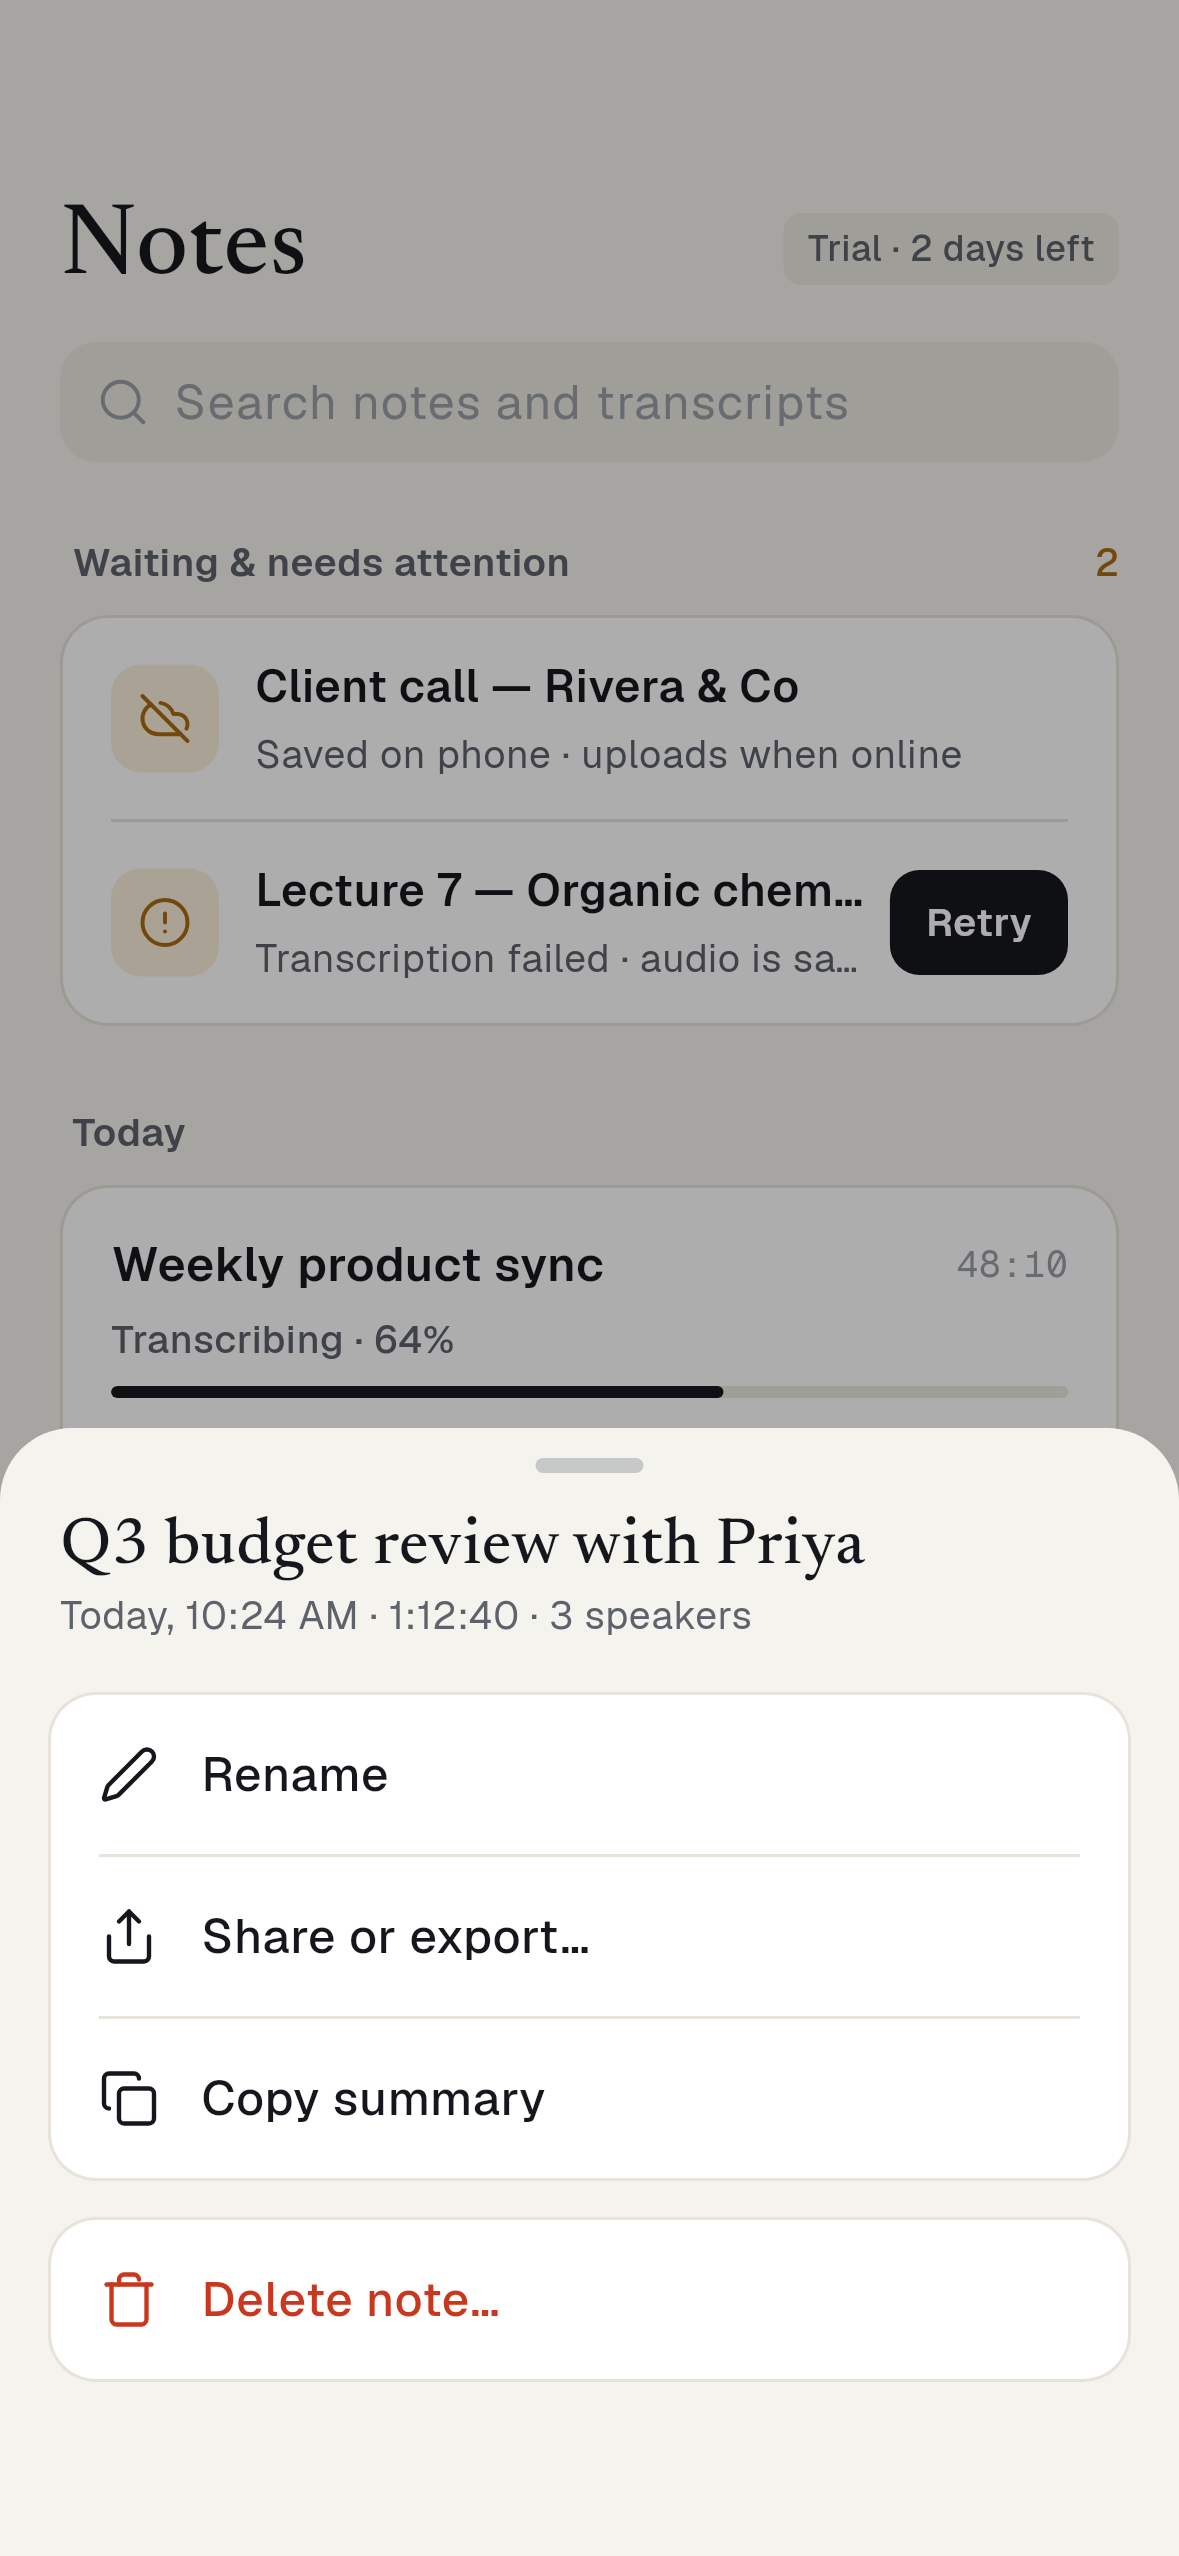 Notes
Trial · 2 days left
Search notes and transcripts
Waiting & needs attention
2
Client call — Rivera & Co
Saved on phone · uploads when online
Lecture 7 — Organic chem…
Transcription failed · audio is sa…
Retry
Today
Weekly product sync
48:10
Transcribing · 64%
Q3 budget review with Priya
Today, 10:24 AM · 1:12:40 · 3 speakers
Rename
Share or export…
Copy summary
Delete note…